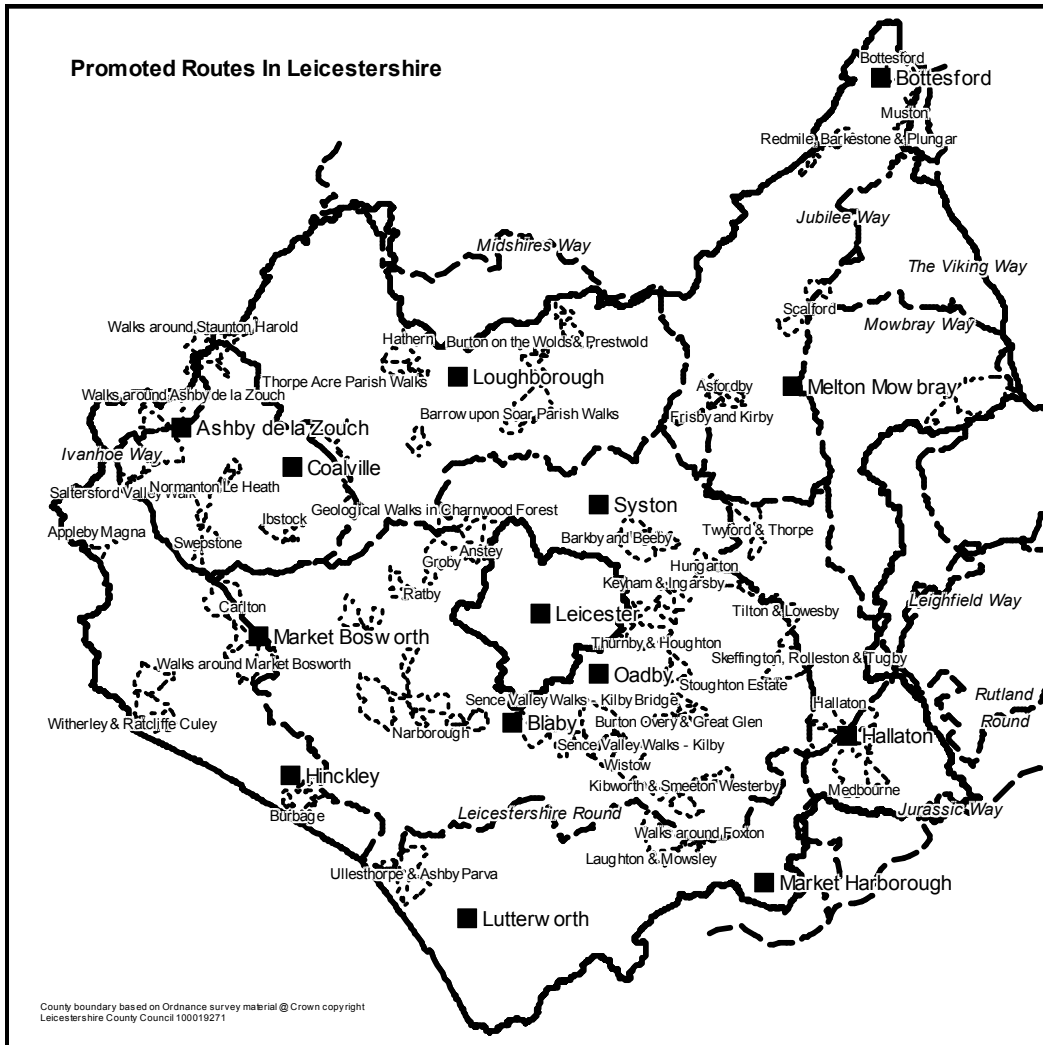 Promoted Routes In Leicestershire
Bottesford
Bottesford
Muston
Redmile, Barkestone & Plungar
Jubilee Way
Midshires Way
The Viking Way
Scalford
Mowbray Way
Walks around Staunton Harold
Hathern
Burton on the Wolds & Prestwold
Loughborough
Thorpe Acre Parish Walks
Asfordby
Melton Mowbray
Walks around Ashby de la Zouch
Barrow upon Soar Parish Walks
Frisby and Kirby
Ashby de la Zouch
Ivanhoe Way
Coalville
Normanton Le Heath
Saltersford Valley Walk
Syston
Geological Walks in Charnwood Forest
Ibstock
Appleby Magna
Twyford & Thorpe
Swepstone
Barkby and Beeby
Anstey
Groby
Hungarton
Keyham & Ingarsby
Ratby
Leighfield Way
Carlton
Leicester
Tilton & Lowesby
Market Bosworth
Thurnby & Houghton
Walks around Market Bosworth
Skeffington, Rolleston & Tugby
Oadby
Stoughton Estate
Rutland
Round
Sence Valley Walks - Kilby Bridge
Hallaton
Witherley & Ratcliffe Culey
Blaby
Burton Overy & Great Glen
Narborough
Hallaton
Sence Valley Walks - Kilby
Wistow
Hinckley
Kibworth & Smeeton Westerby
Medbourne
Jurassic Way
Burbage
Leicestershire Round
Walks around Foxton
Laughton & Mowsley
Ullesthorpe & Ashby Parva
Market Harborough
Lutterworth
County boundary based on Ordnance survey material @ Crown copyright
Leicestershire County Council 100019271